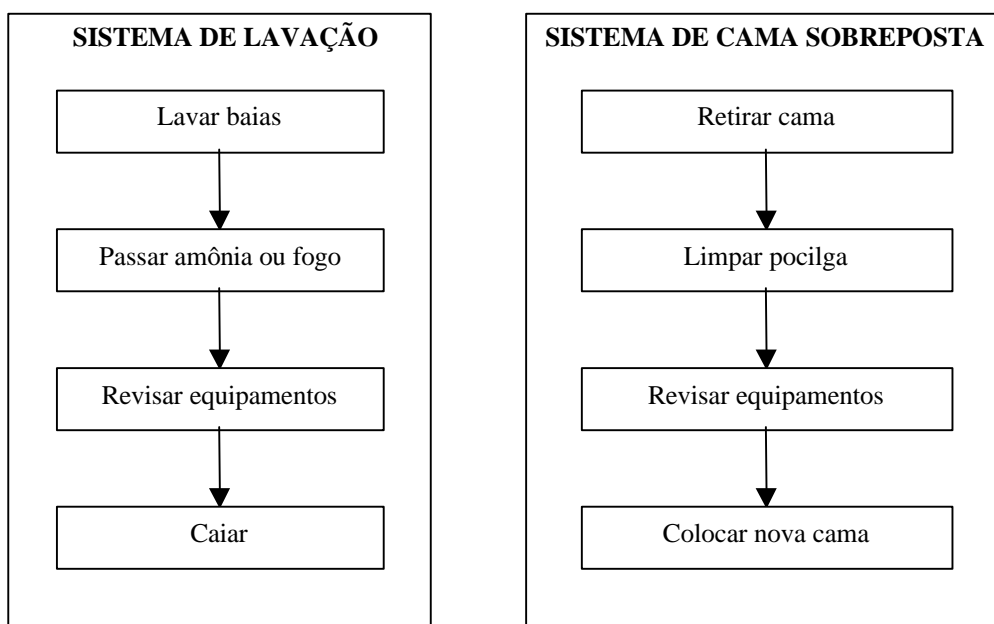 SISTEMA DE LAVAÇÃO
Lavar baias
Passar amônia ou fogo
Revisar equipamentos
Caiar
SISTEMA DE CAMA SOBREPOSTA
Retirar cama
Limpar pocilga
Revisar equipamentos
Colocar nova cama